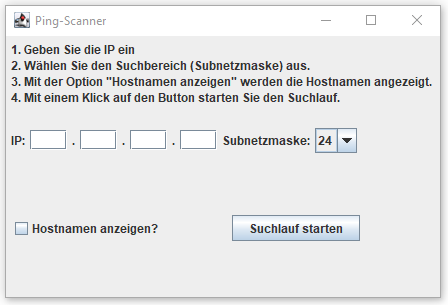 Ping-Scanner
1. Geben Sie die IP ein
2. Wählen Sie den Suchbereich (Subnetzmaske) aus.
3. Mit der Option "Hostnamen anzeigen" werden die Hostnamen angezeigt.
4. Mit einem Klick auf den Button starten Sie den Suchlauf.
IP: . . . Subnetzmaske: 24
Hostnamen anzeigen? Suchlauf starten